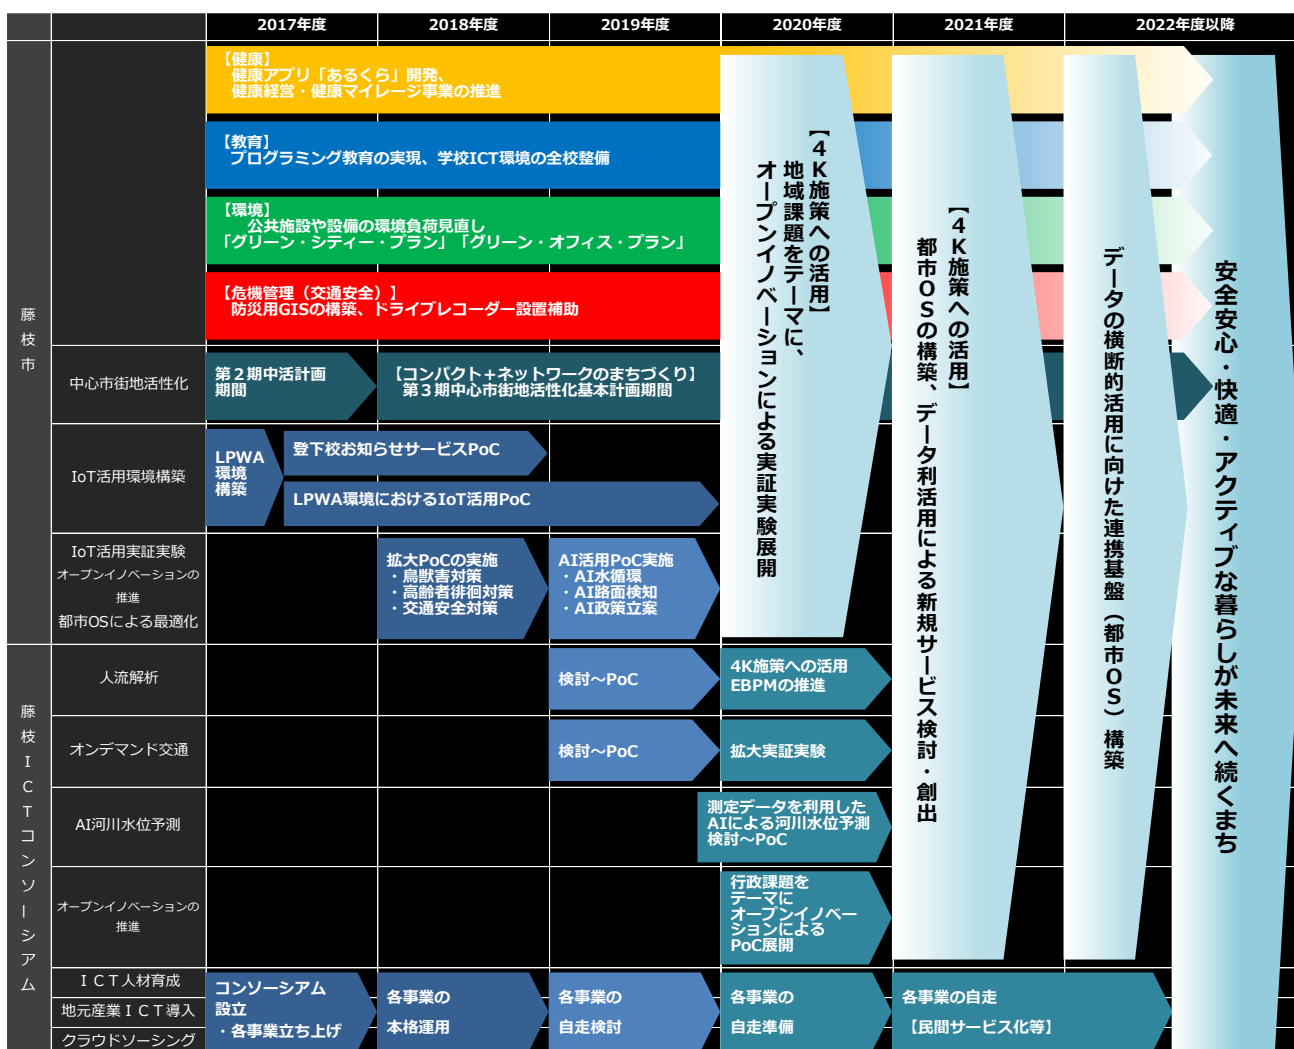 2017年度
2018年度
2019年度
2020年度
2021年度
2022年度以降
藤枝市
【健康】
健康アプリ「あるくら」開発、
健康経営・健康マイレージ事業の推進
【教育】
プログラミング教育の実現、学校ICT環境の全校整備
【環境】
公共施設や設備の環境負荷見直し
「グリーン・シティー・プラン」「グリーン・オフィス・プラン」
【危機管理（交通安全）】
防災用GISの構築、ドライブレコーダー設置補助
中心市街地活性化
第２期中活計画
期間
【コンパクト＋ネットワークのまちづくり】
第３期中心市街地活性化基本計画期間
IoT活用環境構築
LPWA
環境
構築
登下校お知らせサービスPoC
LPWA環境におけるIoT活用PoC
IoT活用実証実験
オープンイノベーションの
推進
都市OSによる最適化
拡大PoCの実施
・鳥獣害対策
・高齢者徘徊対策
・交通安全対策
AI活用PoC実施
・AI水循環
・AI路面検知
・AI政策立案
【４Ｋ施策への活用】
地域課題をテーマに、
オープンイノベーションによる実証実験展開
【４Ｋ施策への活用】
都市ＯＳの構築、データ利活用による新規サービス検討・創出
データの横断的活用に向けた連携基盤（都市ＯＳ）構築
安全安心・快適・アクティブな暮らしが未来へ続くまち
藤枝ＩＣＴコンソーシアム
人流解析
検討～PoC
4K施策への活用
EBPMの推進
オンデマンド交通
検討～PoC
拡大実証実験
AI河川水位予測
測定データを利用した
AIによる河川水位予測
検討～PoC
オープンイノベーションの
推進
行政課題を
テーマに
オープンイノベー
ションによる
PoC展開
ＩＣＴ人材育成
地元産業ＩＣＴ導入
クラウドソーシング
コンソーシアム
設立
・各事業立ち上げ
各事業の
本格運用
各事業の
自走検討
各事業の
自走準備
各事業の自走
【民間サービス化等】